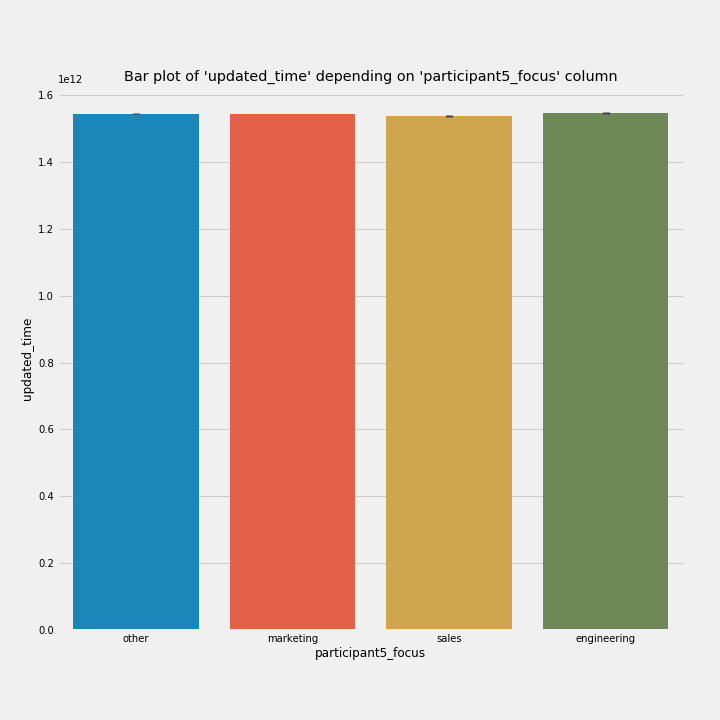 Bar plot of 'updated_time' depending on 'participant5_focus' column
1e12
1.6
1.4
1.2
1.0
0.8
0.6
0.4
0.2
0.0
updated_time
other marketing sales engineering
participant5_focus